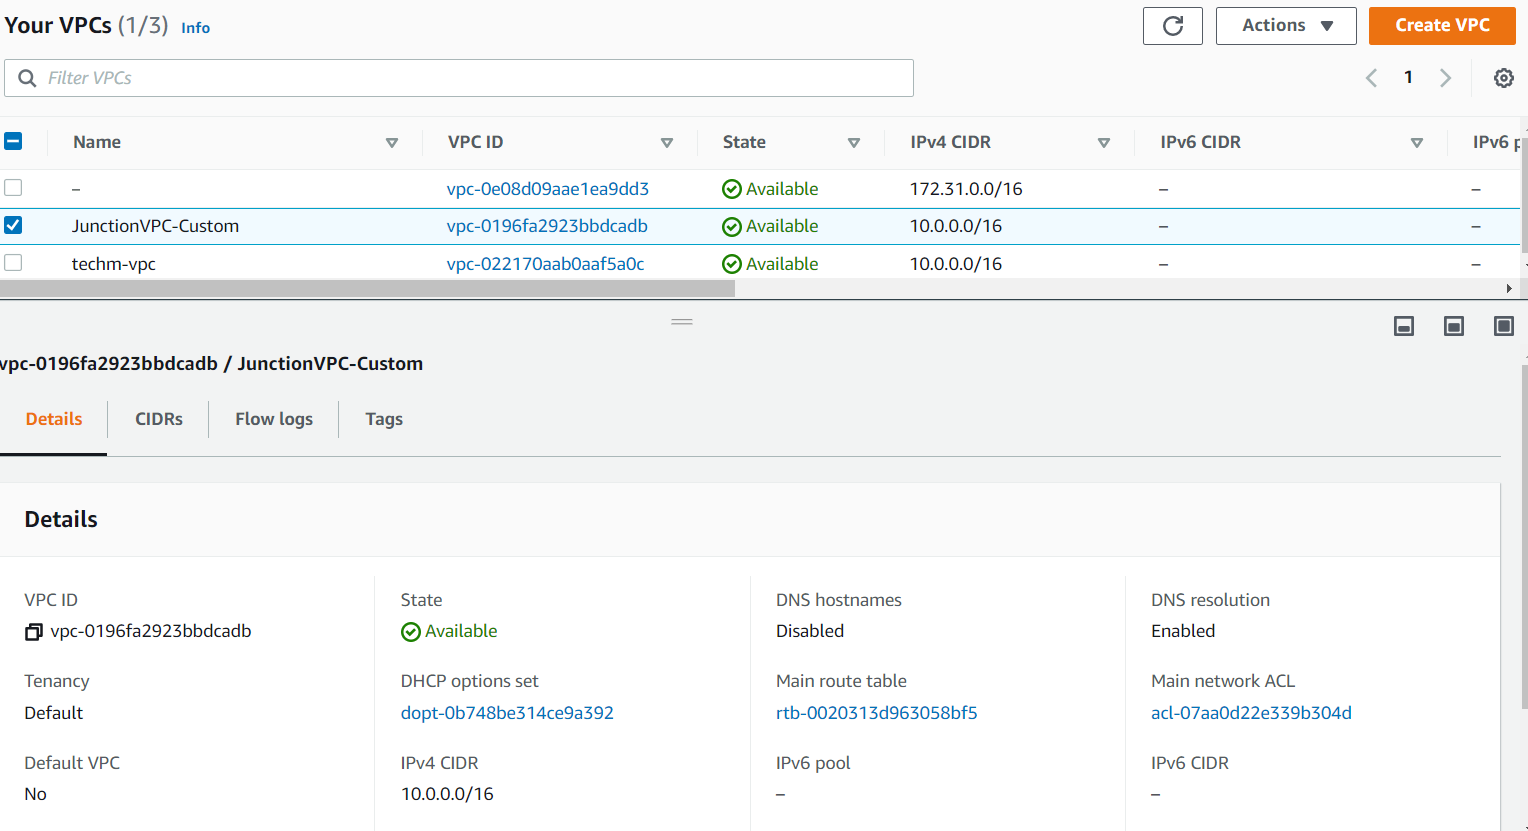 Your VPCs (1/3) Info
Actions
Create VPC
Filter VPCs
1
Name VPC ID State IPv4 CIDR IPv6 CIDR IPv6 p
– vpc-0e08d09aae1ea9dd3 Available 172.31.0.0/16 – –
JunctionVPC-Custom vpc-0196fa2923bbdcadb Available 10.0.0.0/16 – –
techm-vpc vpc-022170aab0aaf5a0c Available 10.0.0.0/16 – –
vpc-0196fa2923bbdcadb / JunctionVPC-Custom
Details CIDRs Flow logs Tags
Details
VPC ID State DNS hostnames DNS resolution
vpc-0196fa2923bbdcadb Available Disabled Enabled
Tenancy DHCP options set Main route table Main network ACL
Default dopt-0b748be314ce9a392 rtb-0020313d963058bf5 acl-07aa0d22e339b304d
Default VPC IPv4 CIDR IPv6 pool IPv6 CIDR
No 10.0.0.0/16 – –